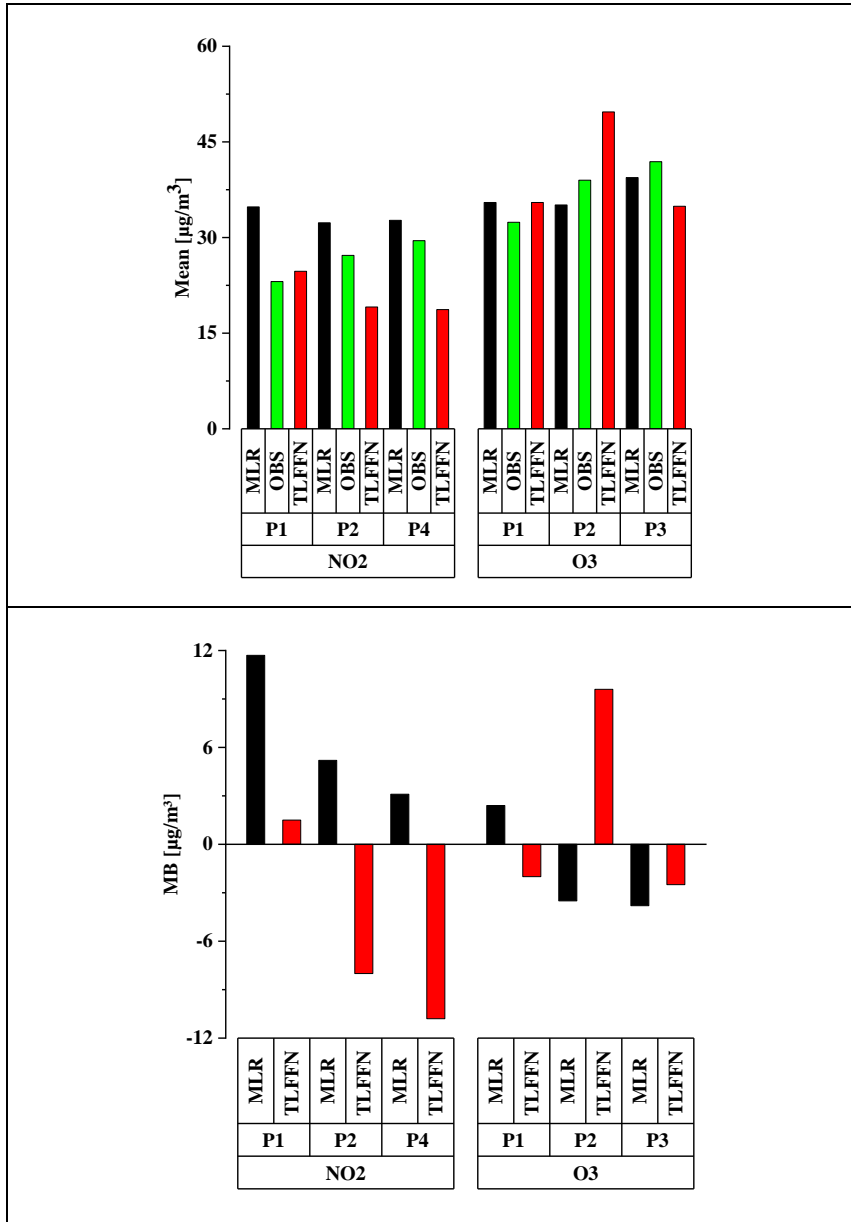 60
45
30
15
0
Mean [µg/m³]
MLR OBS TLFFN MLR OBS TLFFN MLR OBS TLFFN MLR OBS TLFFN MLR OBS TLFFN MLR OBS TLFFN
P1 P2 P4 P1 P2 P3
NO2 O3
12
6
0
-6
-12
MB [µg/m³]
MLR TLFFN MLR TLFFN MLR TLFFN MLR TLFFN MLR TLFFN MLR TLFFN
P1 P2 P4 P1 P2 P3
NO2 O3